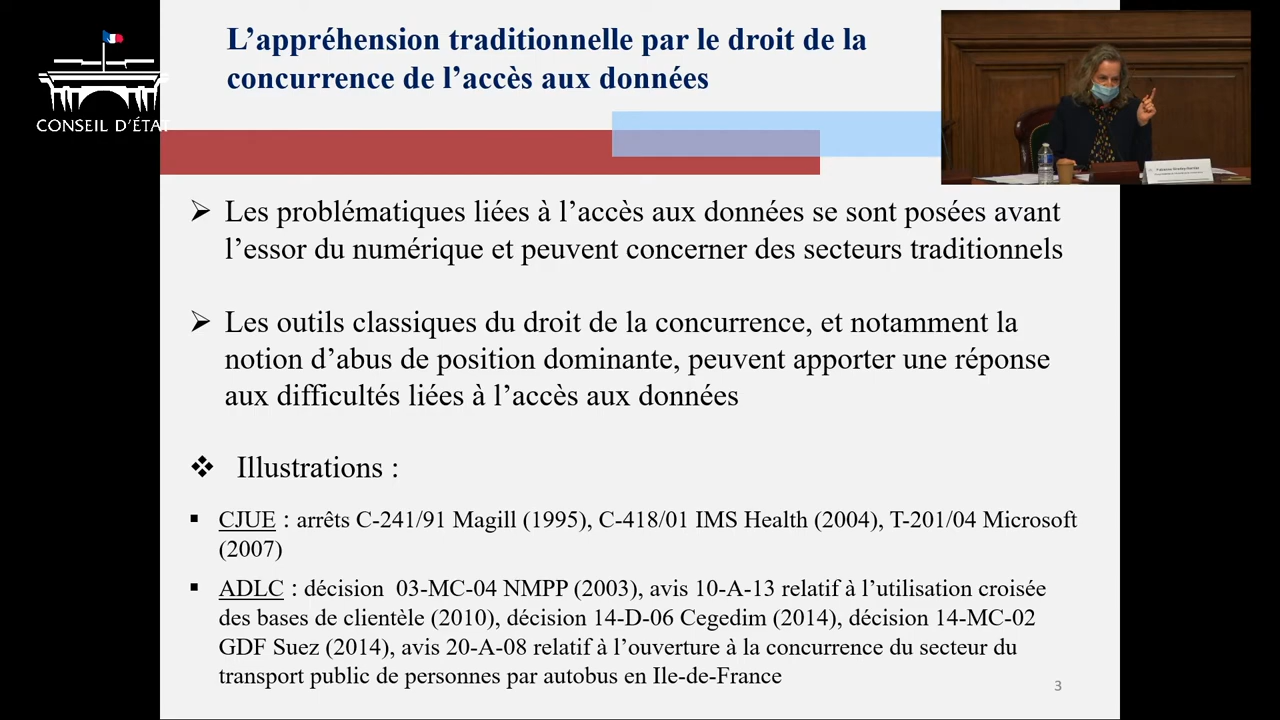 L’appréhension traditionnelle par le droit de la
concurrence de l’accès aux données
CONSEIL D'ÉTAT
➢ Les problématiques liées à l’accès aux données se sont posées avant
l’essor du numérique et peuvent concerner des secteurs traditionnels
➢ Les outils classiques du droit de la concurrence, et notamment la
notion d’abus de position dominante, peuvent apporter une réponse
aux difficultés liées à l’accès aux données
❖ Illustrations :
▪ CJUE : arrêts C-241/91 Magill (1995), C-418/01 IMS Health (2004), T-201/04 Microsoft
(2007)
▪ ADLC : décision 03-MC-04 NMPP (2003), avis 10-A-13 relatif à l’utilisation croisée
des bases de clientèle (2010), décision 14-D-06 Cegedim (2014), décision 14-MC-02
GDF Suez (2014), avis 20-A-08 relatif à l’ouverture à la concurrence du secteur du
transport public de personnes par autobus en Ile-de-France
3